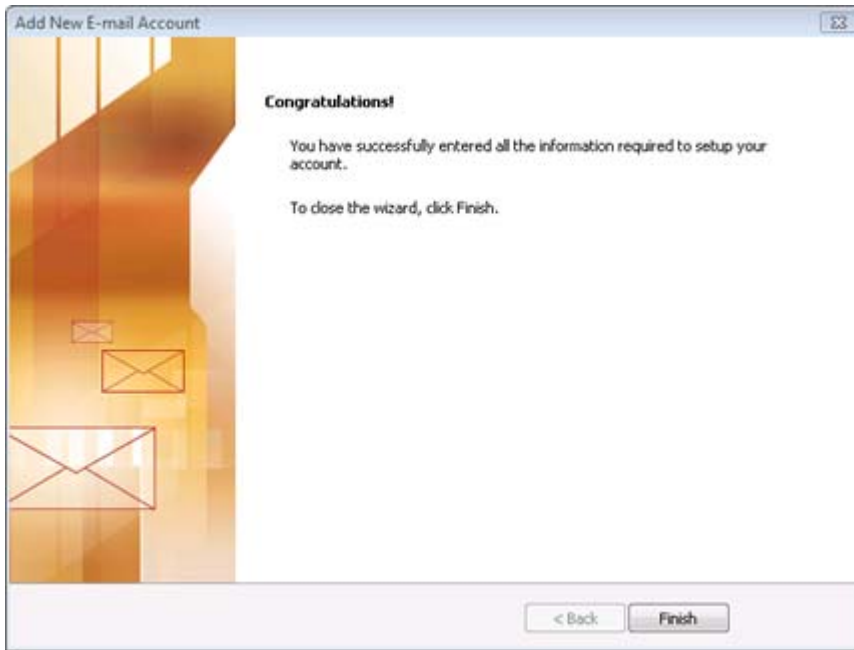 Add New E-mail Account
Congratulations!
You have successfully entered all the information required to setup your
account.
To close the wizard, click Finish.
< Back
Finish